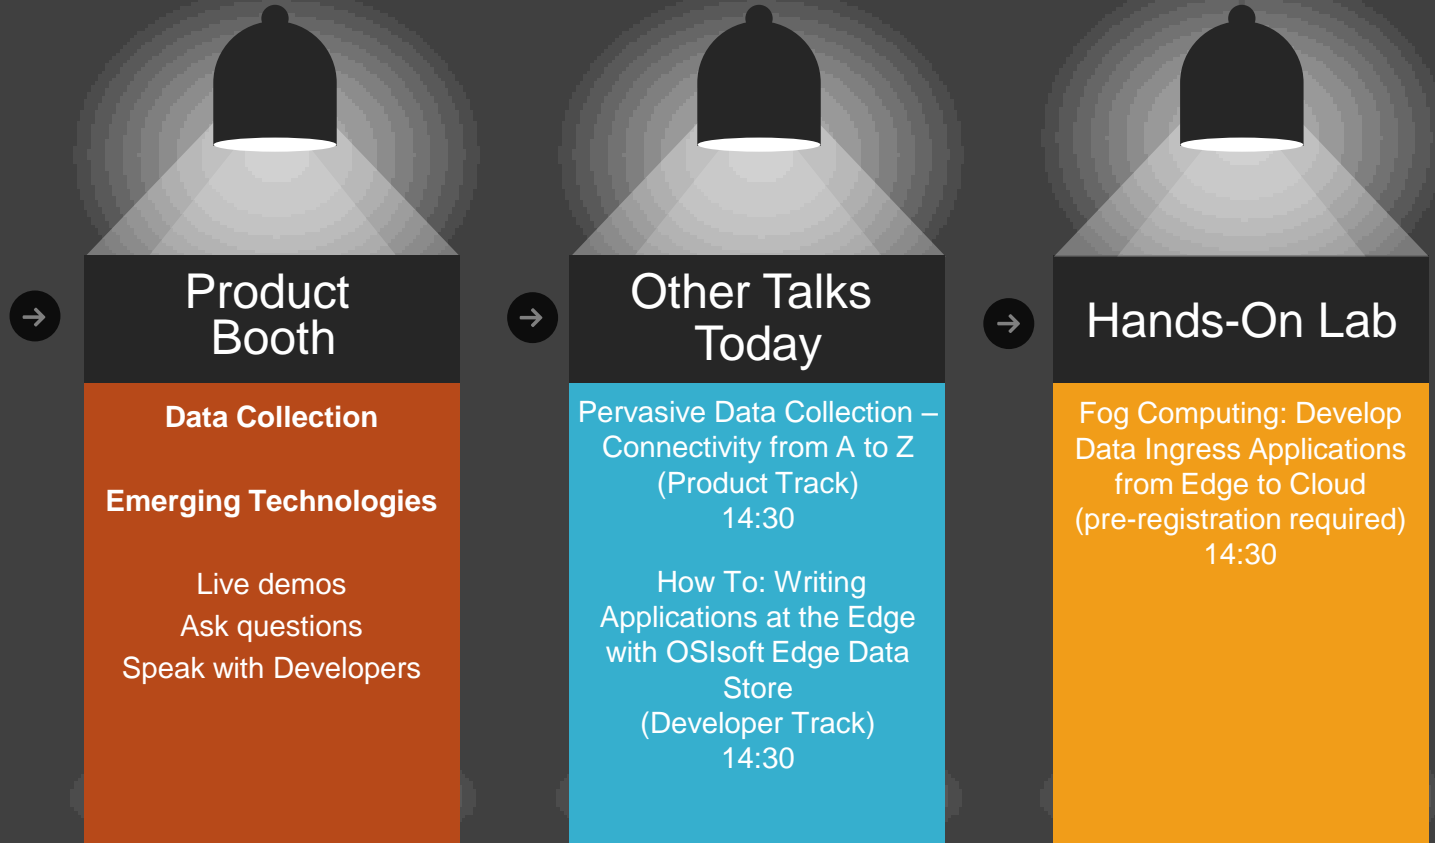 Product
Booth
Data Collection
Emerging Technologies
Live demos
Ask questions
Speak with Developers
Other Talks
Today
Pervasive Data Collection –
Connectivity from A to Z
(Product Track)
14:30
How To: Writing
Applications at the Edge
with OSIsoft Edge Data
Store
(Developer Track)
14:30
Hands-On Lab
Fog Computing: Develop
Data Ingress Applications
from Edge to Cloud
(pre-registration required)
14:30